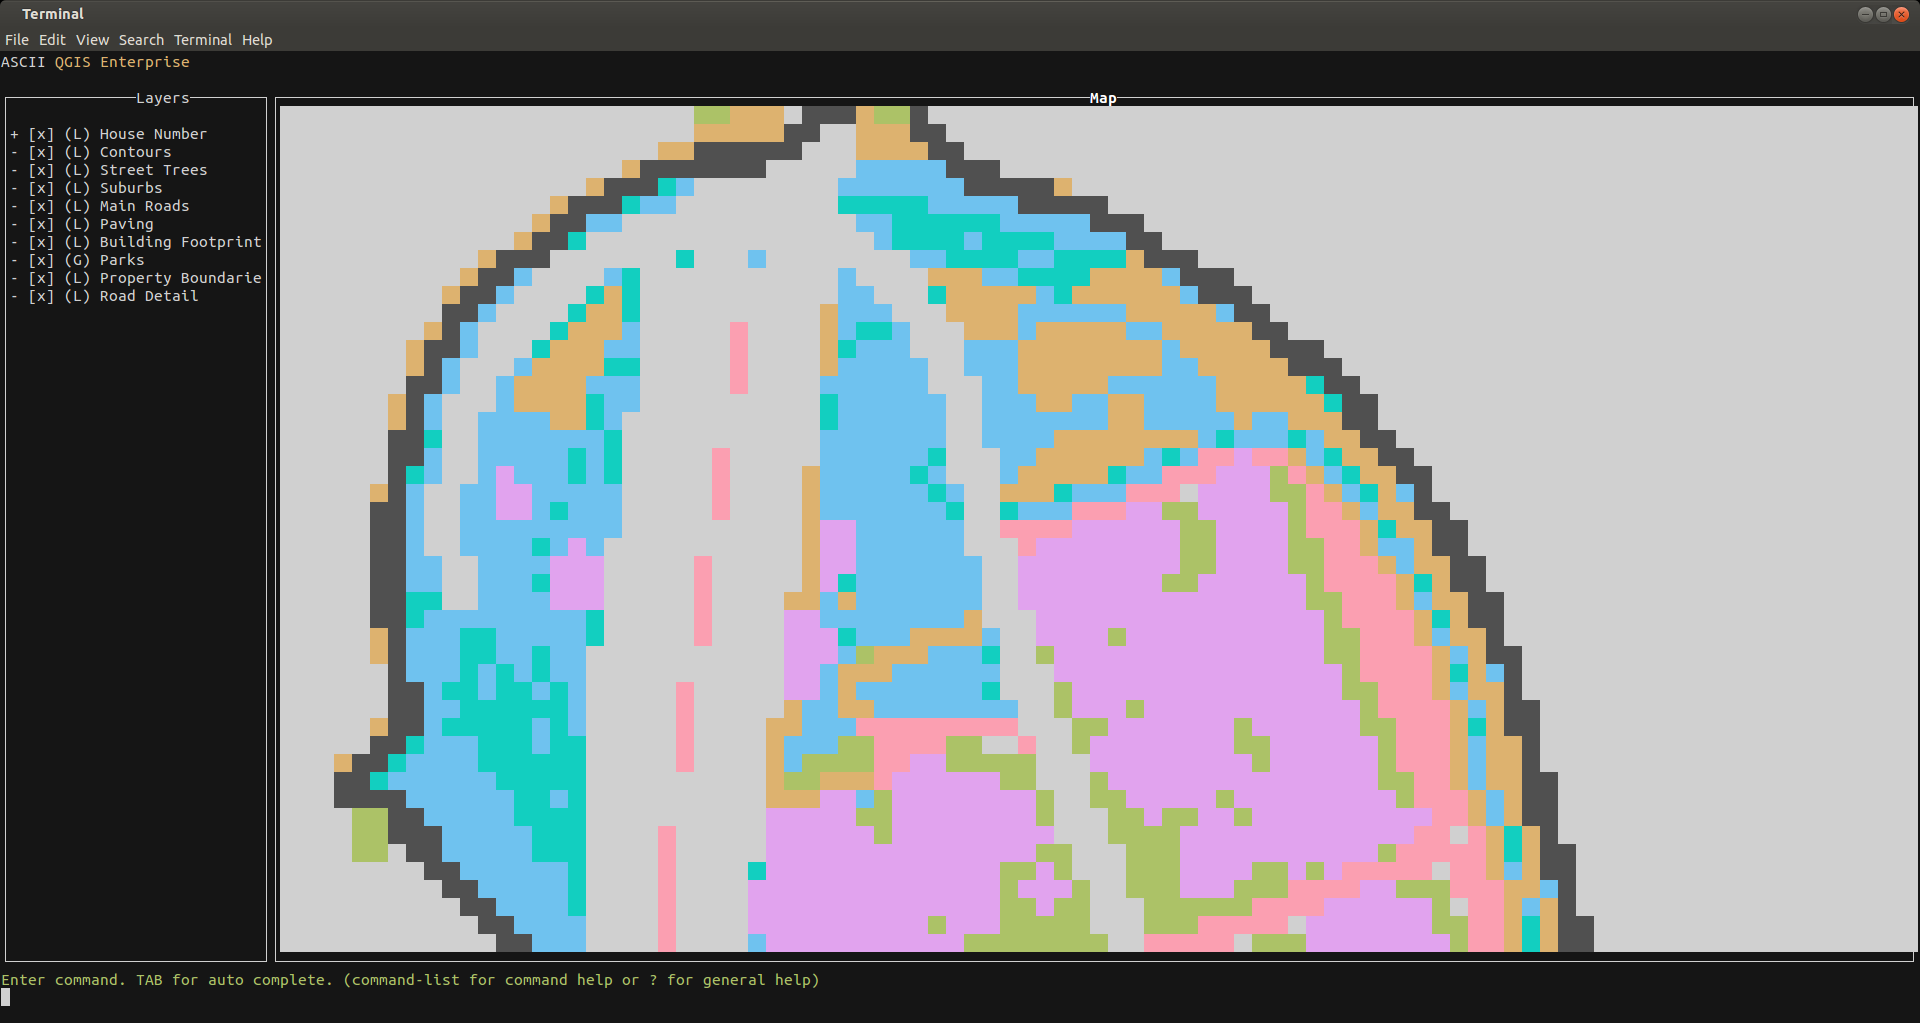 Terminal
File Edit View Search Terminal Help
ASCII QGIS Enterprise
Layers
Map
+ [x] (L) House Number
- [x] (L) Contours
- [x] (L) Street Trees
- [x] (L) Suburbs
- [x] (L) Main Roads
- [x] (L) Paving
- [x] (L) Building Footprint
- [x] (G) Parks
- [x] (L) Property Boundarie
- [x] (L) Road Detail
Enter command. TAB for auto complete. (command-list for command help or ? for general help)